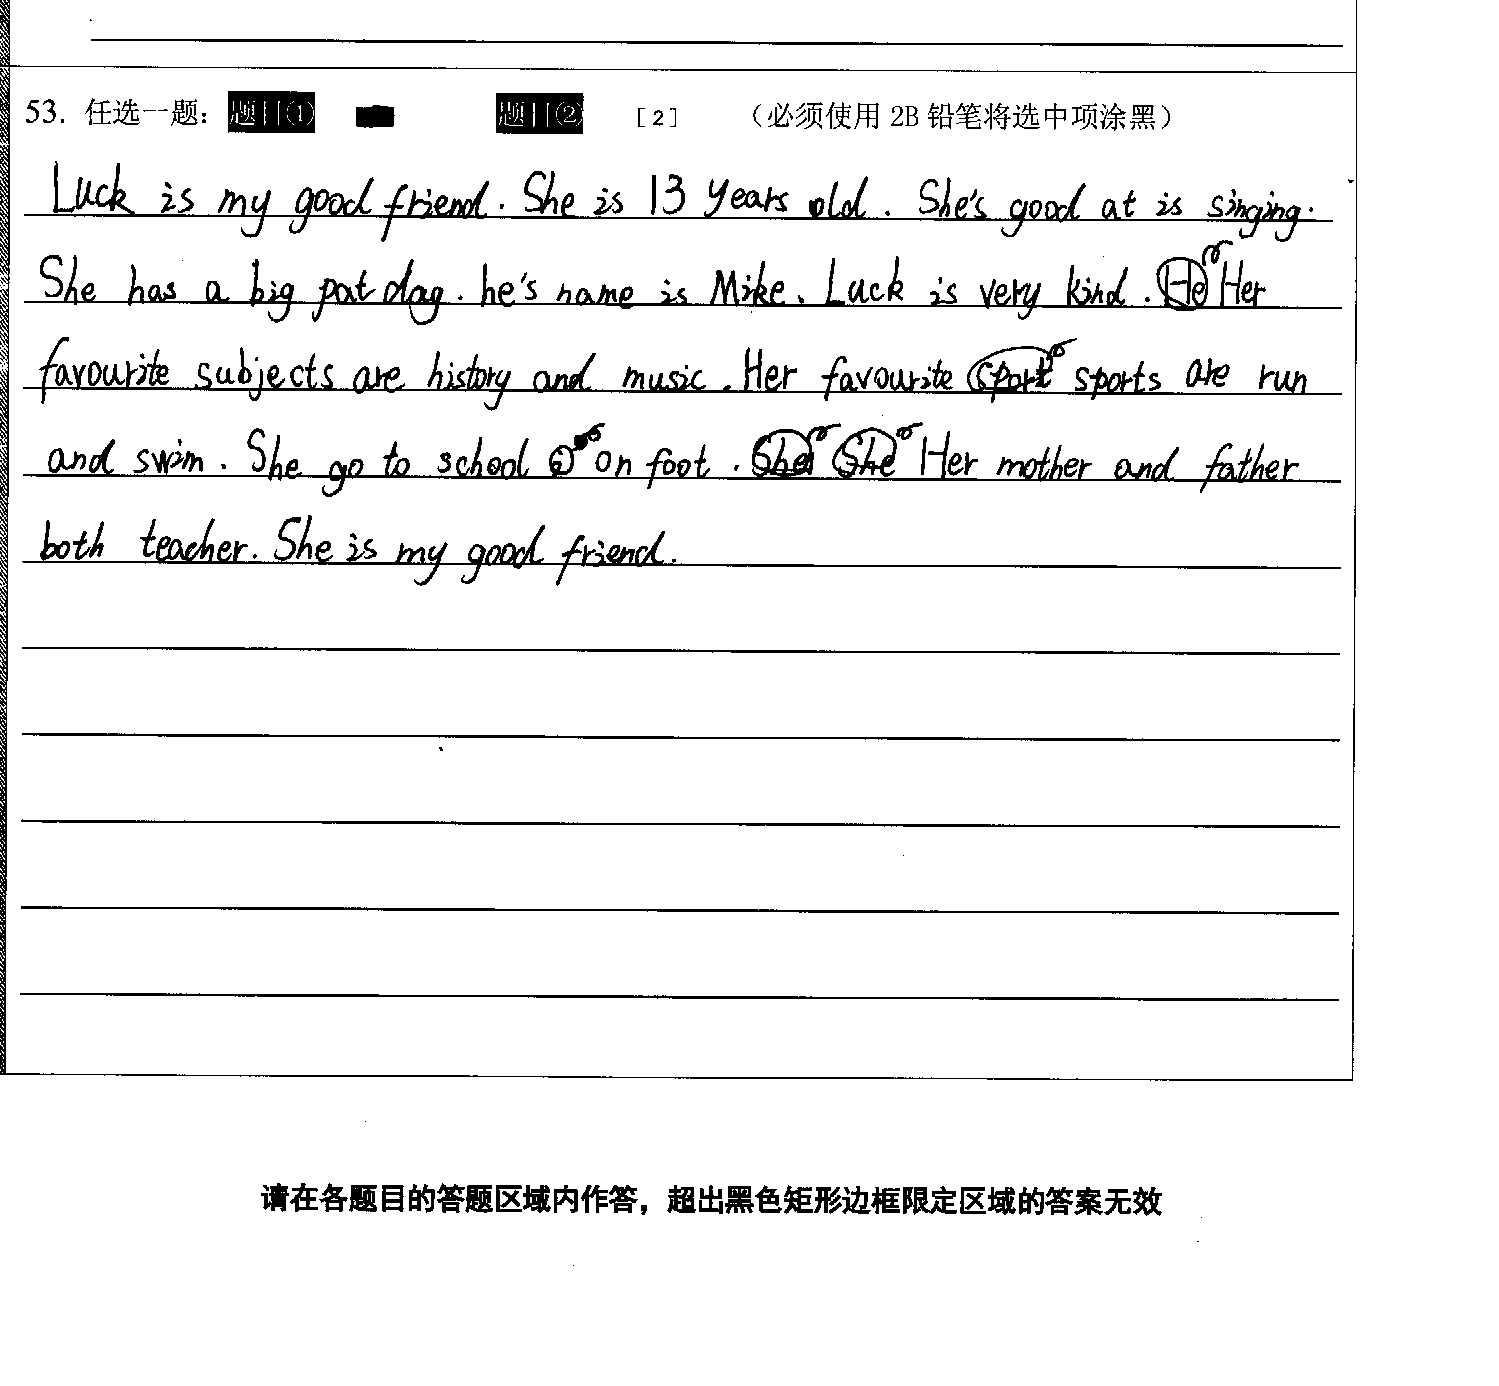 53. 任选一题： 题目① 题目② [2] （必须使用 2B 铅笔将选中项涂黑）
Luck is my good friend. She is 13 years old. She's good at is singing.
She has a big pat dag. he's name is Mike. Luck is very kind. He Her
favourite subjects are history and music. Her favourite sport sports are run
and swim. She go to school on foot. She She Her mother and father
both teacher. She is my good friend.
请在各题目的答题区域内作答，超出黑色矩形边框限定区域的答案无效